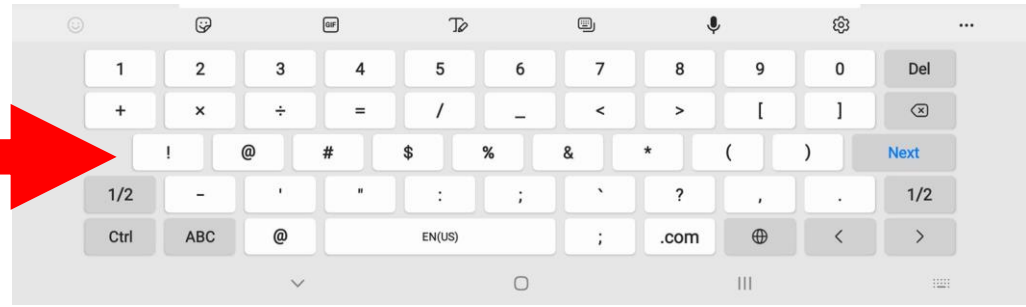 GIF
1 2 3 4 5 6 7 8 9 0 Del
+ × ÷ = / _ < > [ ]
! @ # $ % & * ( ) Next
1/2 - ' " : ; ` ? , . 1/2
Ctrl ABC @ EN(US) ; .com < >